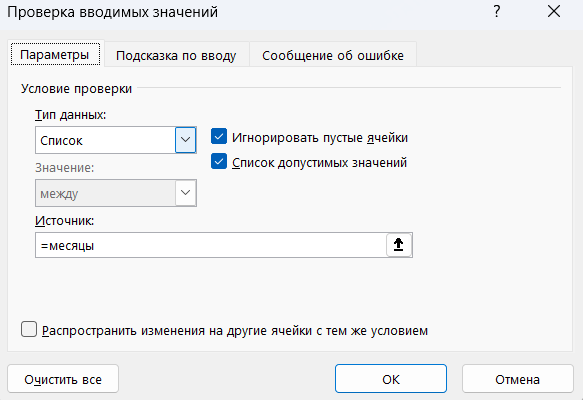 Проверка вводимых значений ?
Параметры Подсказка по вводу Сообщение об ошибке
Условие проверки
Тип данных:
Список
Игнорировать пустые ячейки
Список допустимых значений
Значение:
между
Источник:
=месяцы
Распространить изменения на другие ячейки с тем же условием
Очистить все ОК Отмена